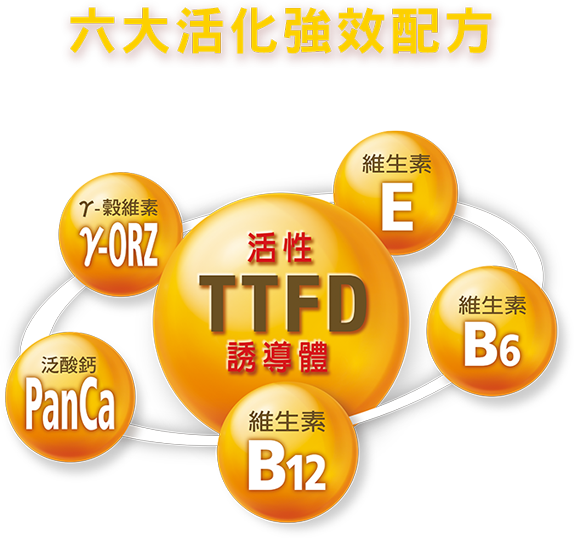 六大活化強效配方
維生素
E
γ-穀維素
γ-ORZ
活性
TTFD
誘導體
維生素
B6
泛酸鈣
PanCa
維生素
B12